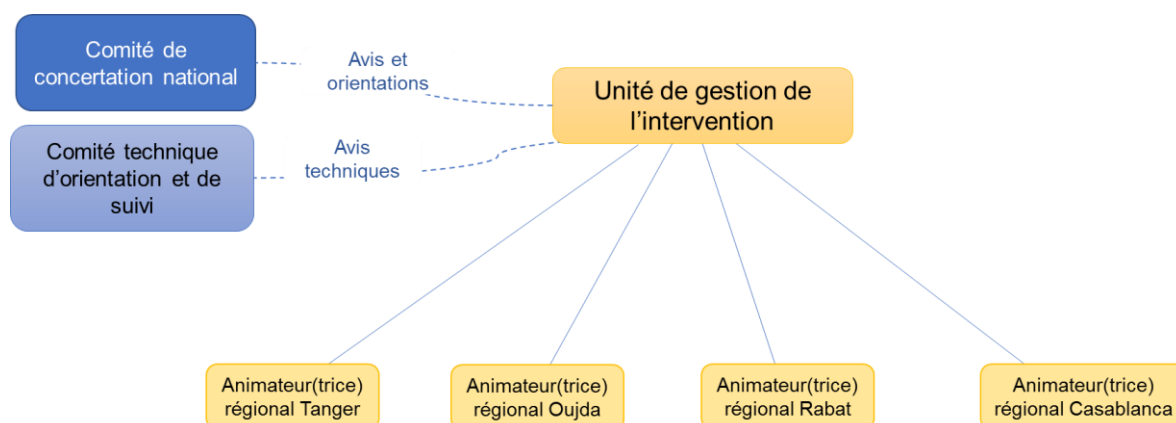 Comité de
concertation national
Avis et
orientations
Unité de gestion de
l’intervention
Comité technique
d’orientation et de
suivi
Avis
techniques
Animateur(trice)
régional Tanger
Animateur(trice)
régional Oujda
Animateur(trice)
régional Rabat
Animateur(trice)
régional Casablanca